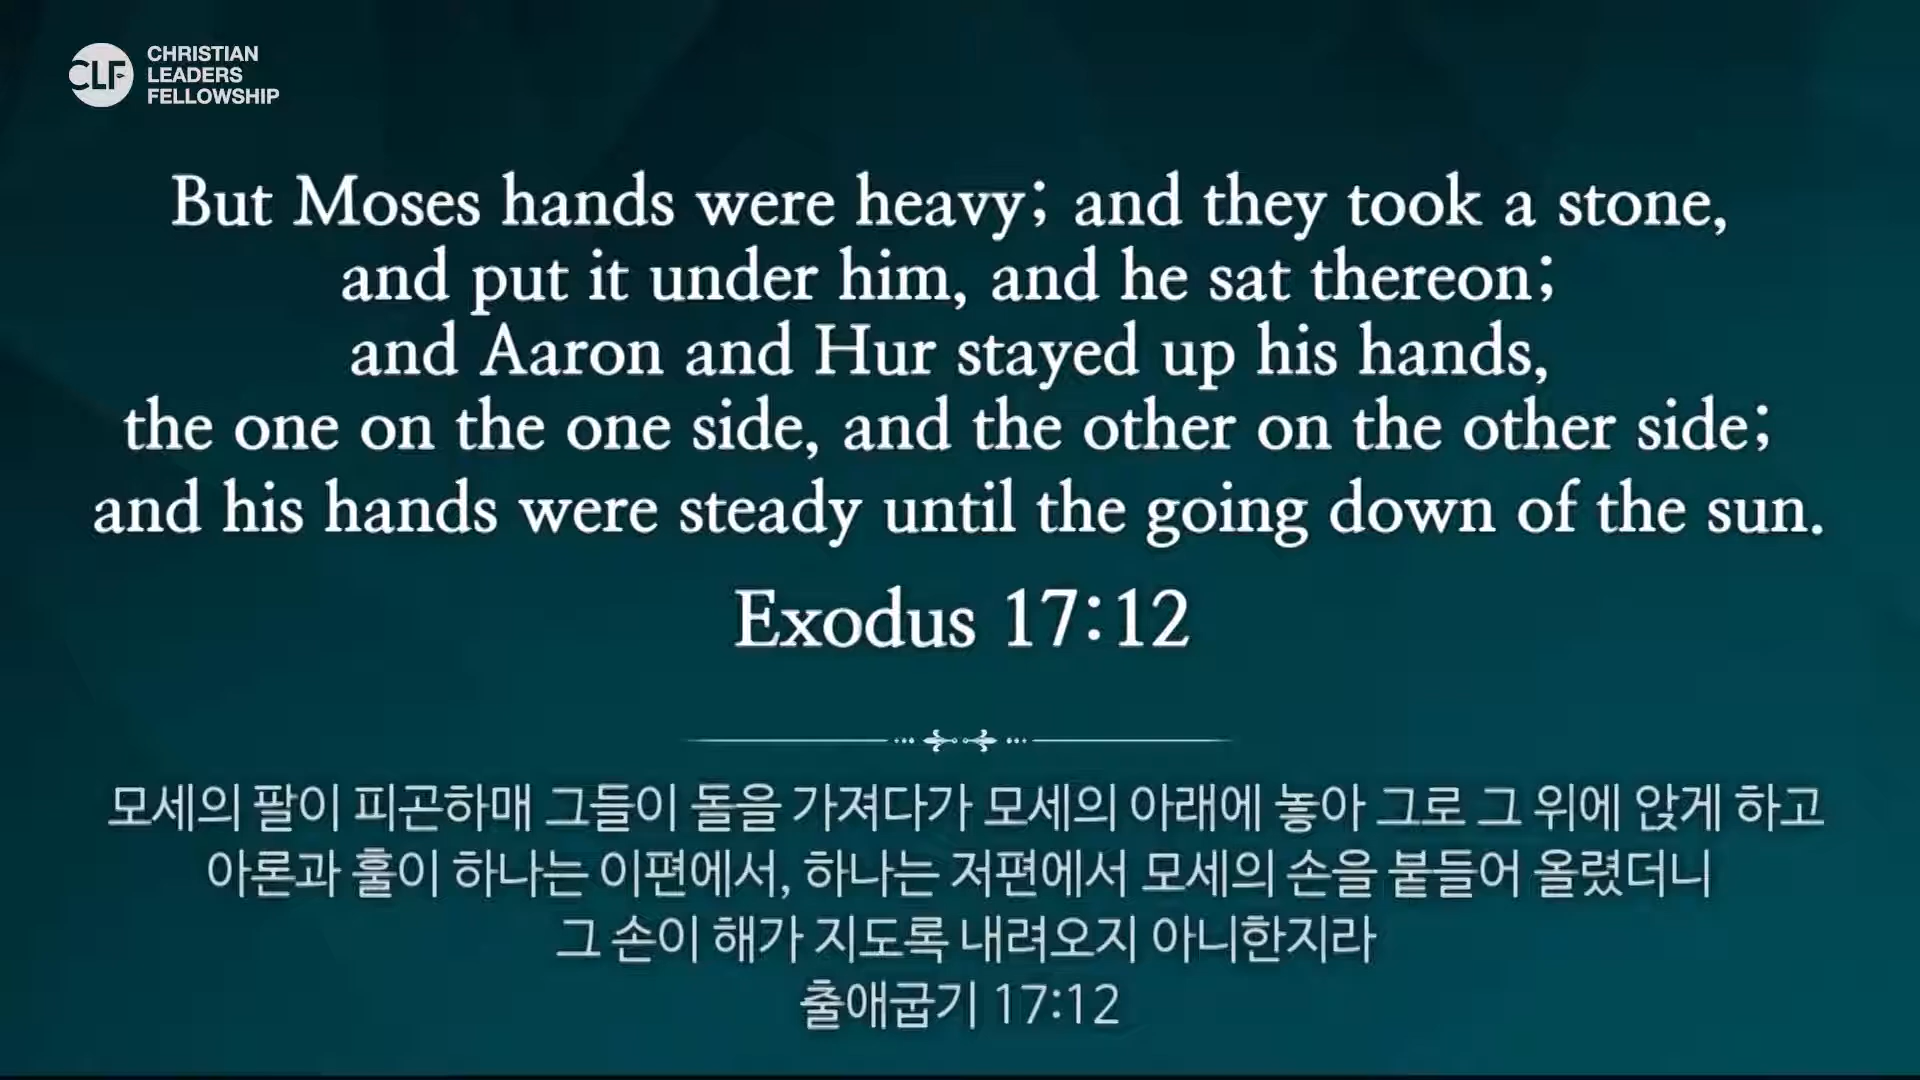 CLF
CHRISTIAN
LEADERS
FELLOWSHIP
But Moses hands were heavy; and they took a stone,
and put it under him, and he sat thereon;
and Aaron and Hur stayed up his hands,
the one on the one side, and the other on the other side;
and his hands were steady until the going down of the sun.
Exodus 17:12
모세의 팔이 피곤하매 그들이 돌을 가져다가 모세의 아래에 놓아 그로 그 위에 앉게 하고
아론과 훌이 하나는 이편에서, 하나는 저편에서 모세의 손을 붙들어 올렸더니
그 손이 해가 지도록 내려오지 아니한지라
출애굽기 17:12